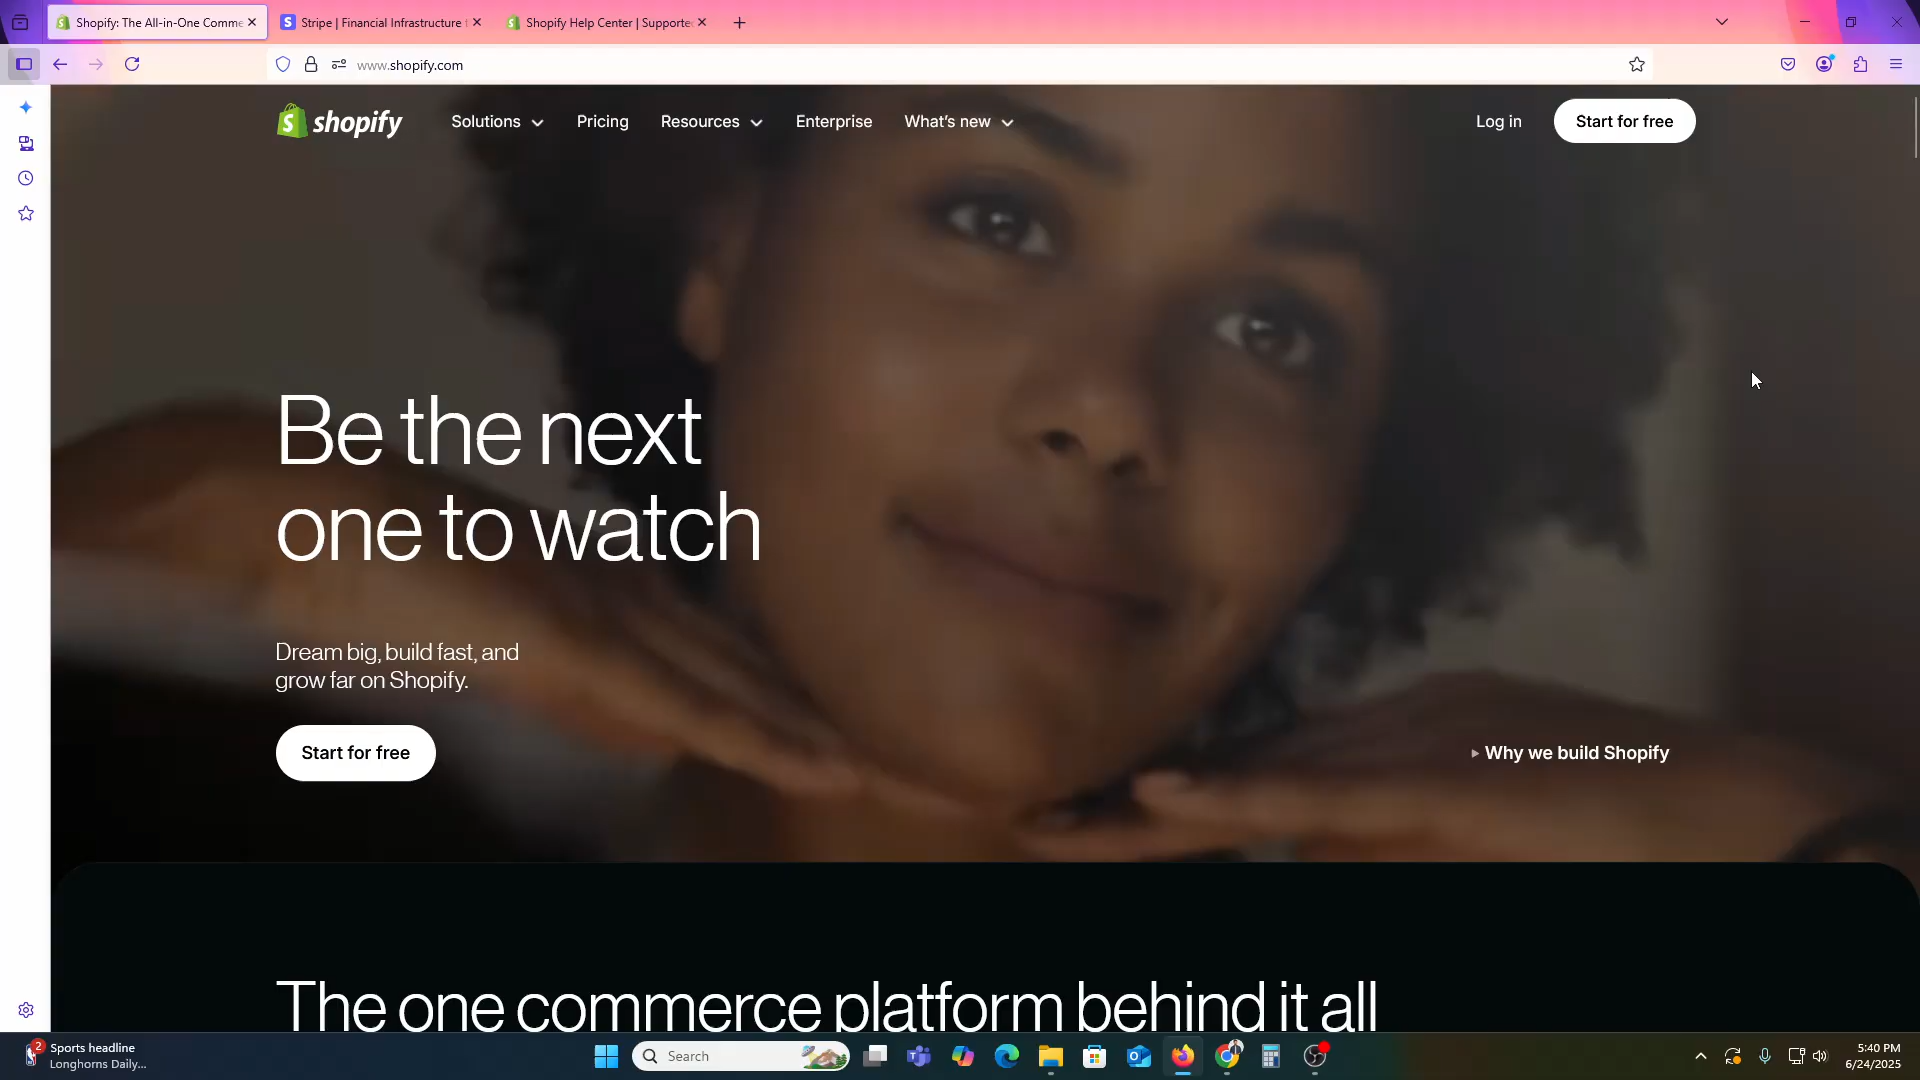 Shopify: The All-in-One Comme
Stripe | Financial Infrastructure t
Shopify Help Center | Supported
www.shopify.com
shopify
Solutions
Pricing
Resources
Enterprise
What's new
Log in
Start for free
Be the next
one to watch
Dream big, build fast, and
grow far on Shopify.
Start for free
Why we build Shopify
The one commerce platform behind it all
2
Sports headline
Longhorns Daily...
Search
5:40 PM
6/24/2025